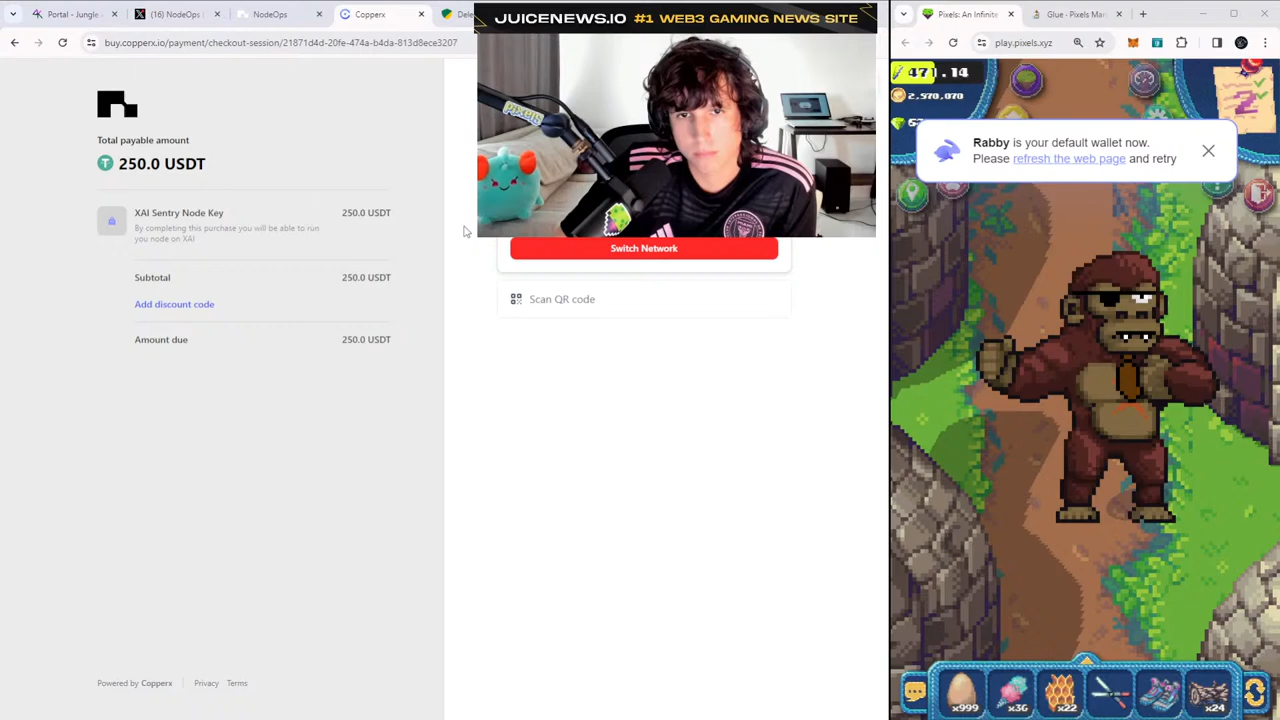 JUICENEWS.IO #1 WEB3 GAMING NEWS SITE
Portal - Junglo
NodeOps
NodeOps
Copperx
Dele
buy.copperx.io/payment/checkout-session/21871d4d-20fe-474a-b4da-813d8ece3207
Total payable amount
250.0 USDT
XAI Sentry Node Key 250.0 USDT
By completing this purchase you will be able to run
you node on XAI
Subtotal 250.0 USDT
Add discount code
Amount due 250.0 USDT
Powered by Copperx
Terms
pixels
Switch Network
Scan QR code
Pixels: An Infinite
Glue - Pixels Mar
play.pixels.xyz
471.14
2,970,070
Rabby is your default wallet now.
Please refresh the web page and retry
x999
x36
x22
x24